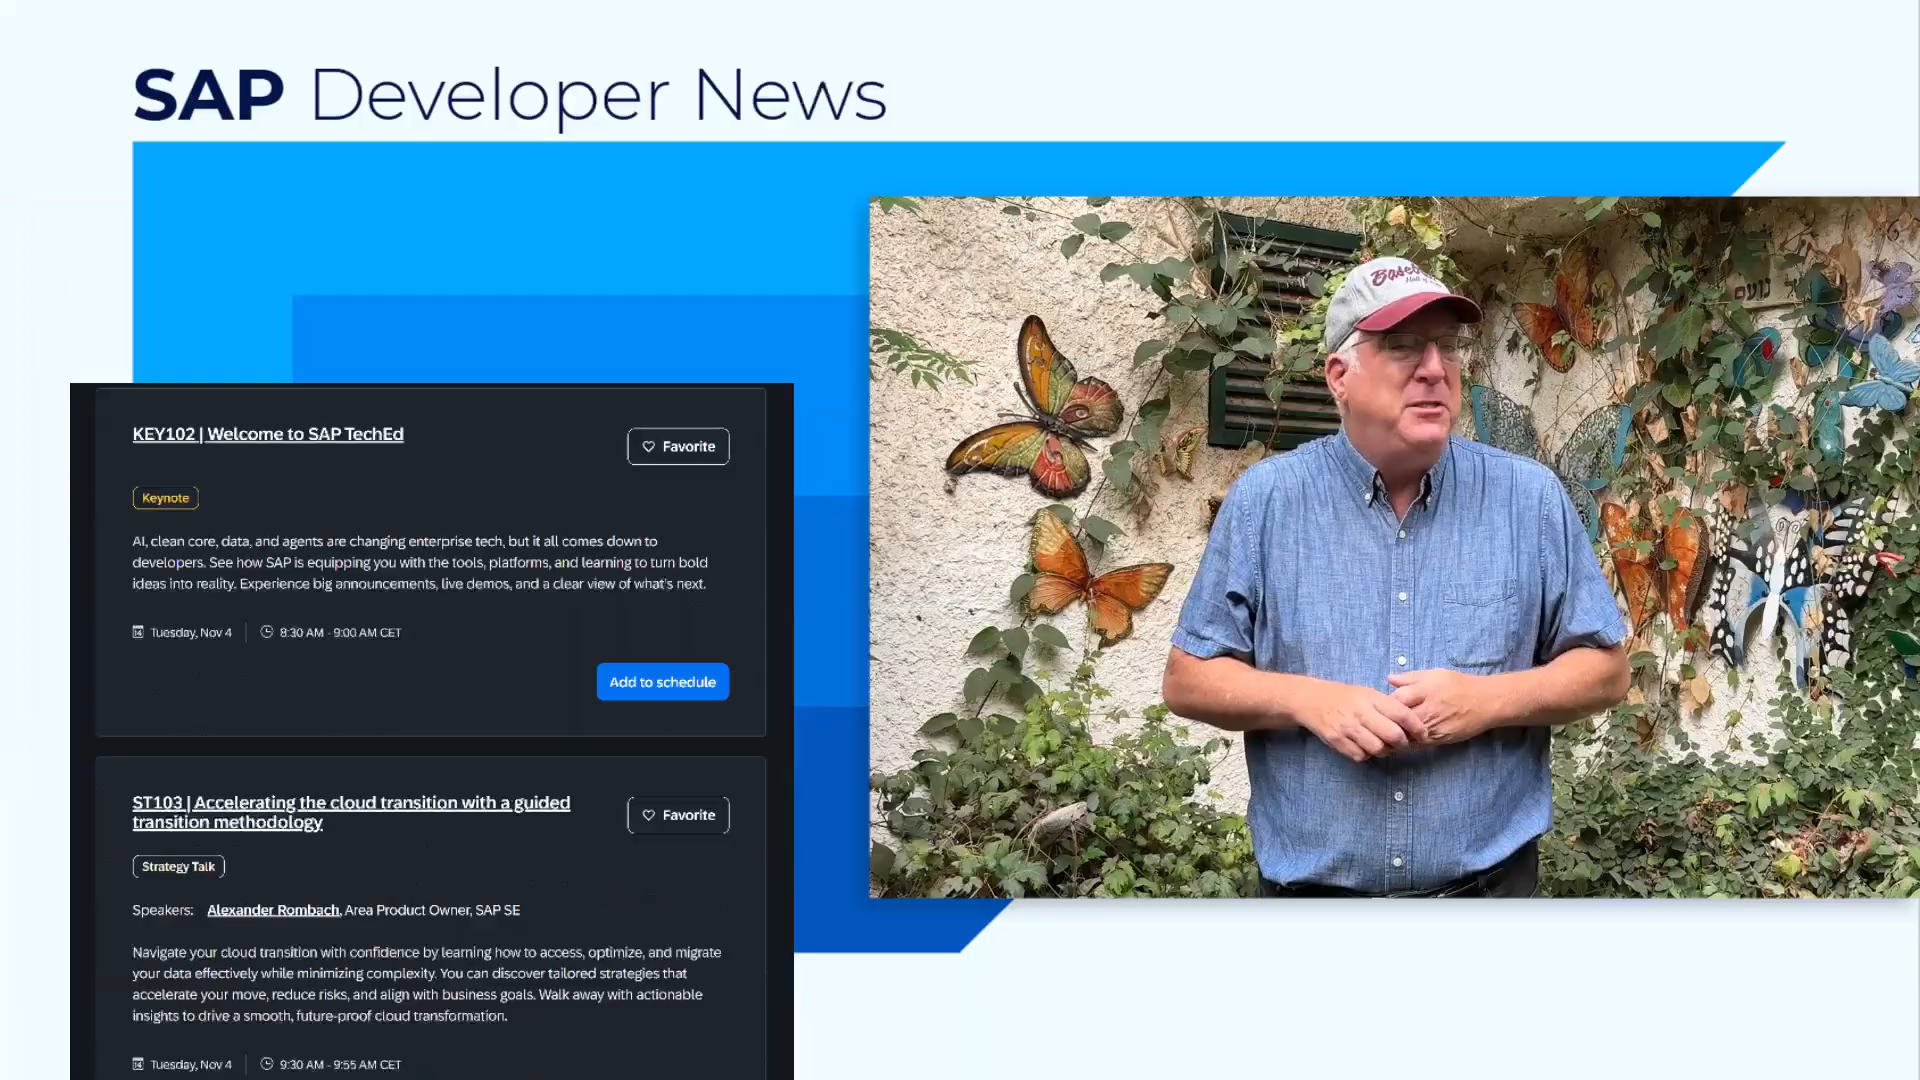 SAP Developer News
KEY102 | Welcome to SAP TechEd
Favorite
Keynote
AI, clean core, data, and agents are changing enterprise tech, but it all comes down to
developers. See how SAP is equipping you with the tools, platforms, and learning to turn bold
ideas into reality. Experience big announcements, live demos, and a clear view of what's next.
Tuesday, Nov 4
8:30 AM - 9:00 AM CET
Add to schedule
ST103 | Accelerating the cloud transition with a guided
transition methodology
Favorite
Strategy Talk
Speakers: Alexander Rombach, Area Product Owner, SAP SE
Navigate your cloud transition with confidence by learning how to access, optimize, and migrate
your data effectively while minimizing complexity. You can discover tailored strategies that
accelerate your move, reduce risks, and align with business goals. Walk away with actionable
insights to drive a smooth, future-proof cloud transformation.
Tuesday, Nov 4
9:30 AM - 9:55 AM CET